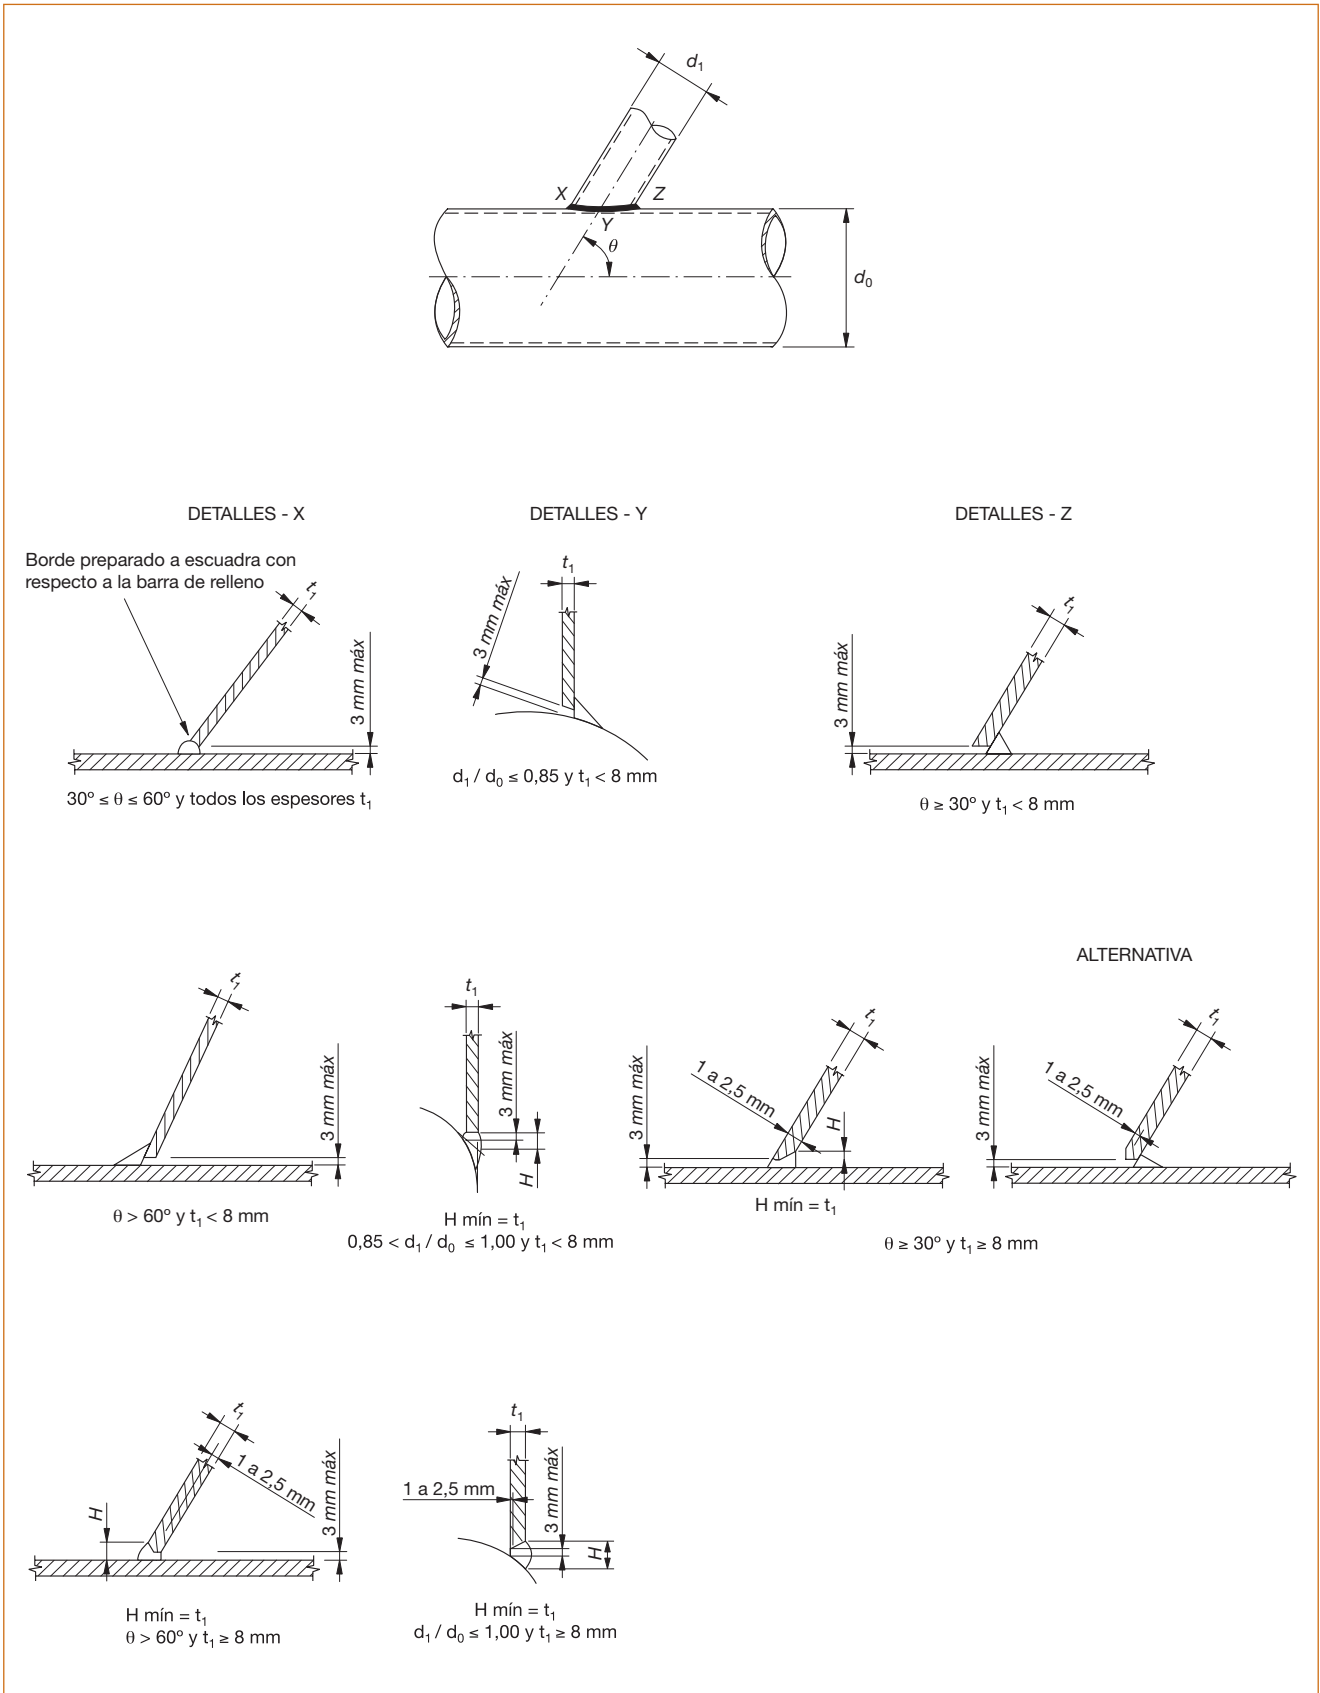 d1
X
Z
Y
θ
d0
DETALLES - X
DETALLES - Y
DETALLES - Z
Borde preparado a escuadra con
respecto a la barra de relleno
t1
3 mm máx
30º ≤ θ ≤ 60º y todos los espesores t1
t1
3 mm máx
d1 / d0 ≤ 0,85 y t1 < 8 mm
t1
3 mm máx
θ ≥ 30º y t1 < 8 mm
ALTERNATIVA
t1
3 mm máx
θ > 60º y t1 < 8 mm
t1
3 mm máx
H
H mín = t1
0,85 < d1 / d0 ≤ 1,00 y t1 < 8 mm
t1
1 a 2,5 mm
3 mm máx
H
H mín = t1
t1
1 a 2,5 mm
3 mm máx
θ ≥ 30º y t1 ≥ 8 mm
t1
1 a 2,5 mm
H
3 mm máx
H mín = t1
θ > 60º y t1 ≥ 8 mm
t1
1 a 2,5 mm
3 mm máx
H
H mín = t1
d1 / d0 ≤ 1,00 y t1 ≥ 8 mm